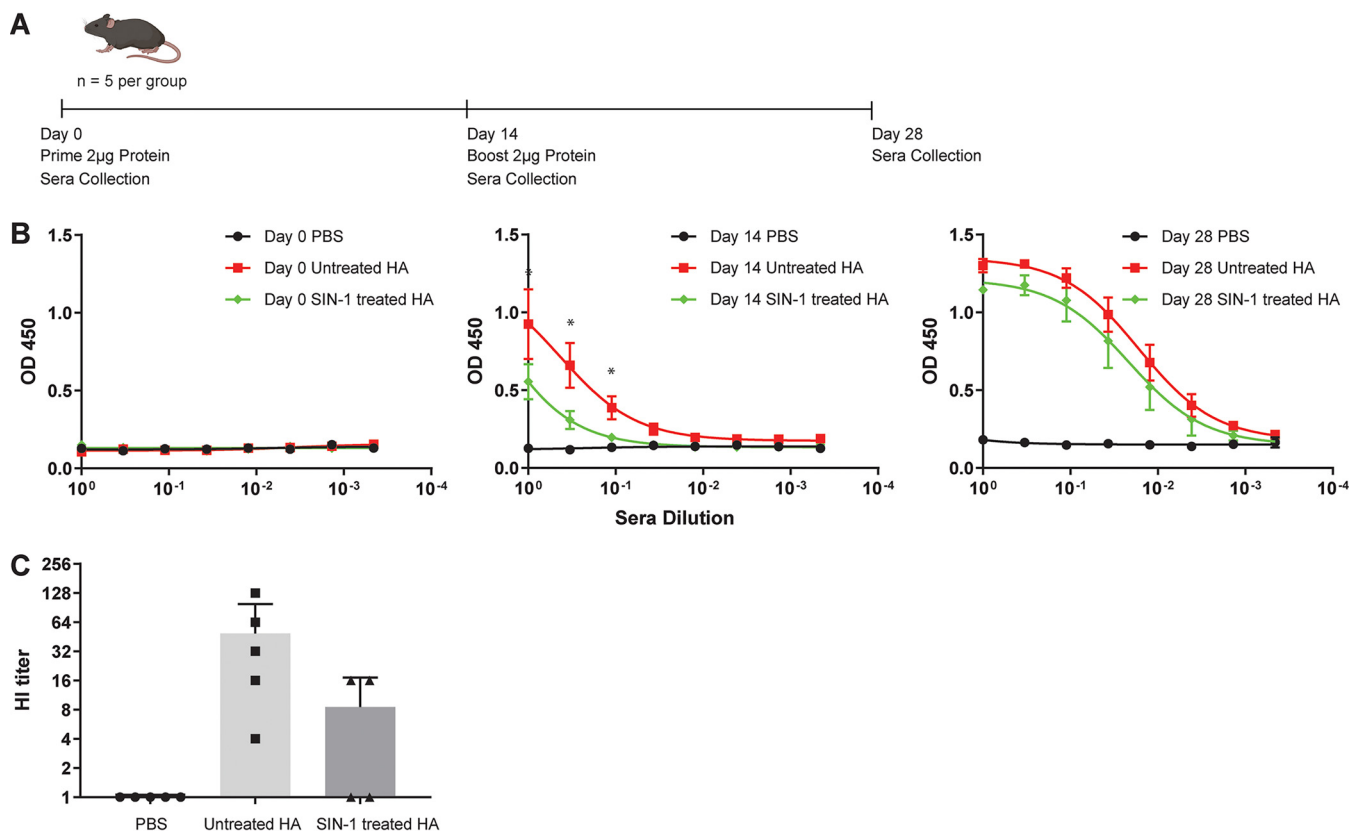 A
n = 5 per group
Day 0
Prime 2µg Protein
Sera Collection
Day 14
Boost 2µg Protein
Sera Collection
Day 28
Sera Collection
B
OD 450
1.5
1.0
0.5
0.0
10⁰ 10⁻¹ 10⁻² 10⁻³ 10⁻⁴
Day 0 PBS
Day 0 Untreated HA
Day 0 SIN-1 treated HA
OD 450
1.5
1.0
0.5
0.0
* * *
10⁰ 10⁻¹ 10⁻² 10⁻³ 10⁻⁴
Day 14 PBS
Day 14 Untreated HA
Day 14 SIN-1 treated HA
Sera Dilution
OD 450
1.5
1.0
0.5
0.0
10⁰ 10⁻¹ 10⁻² 10⁻³ 10⁻⁴
Day 28 PBS
Day 28 Untreated HA
Day 28 SIN-1 treated HA
C
HI titer
256
128
64
32
16
8
4
2
1
PBS Untreated HA SIN-1 treated HA